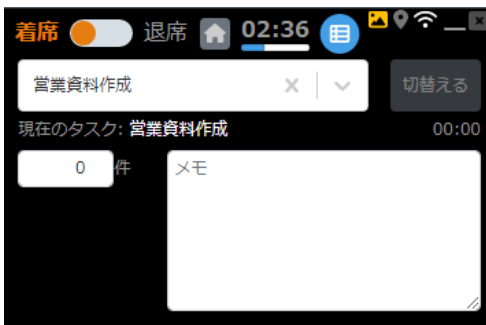 着席 退席 02:36
営業資料作成 切替える
現在のタスク: 営業資料作成 00:00
0 件 メモ